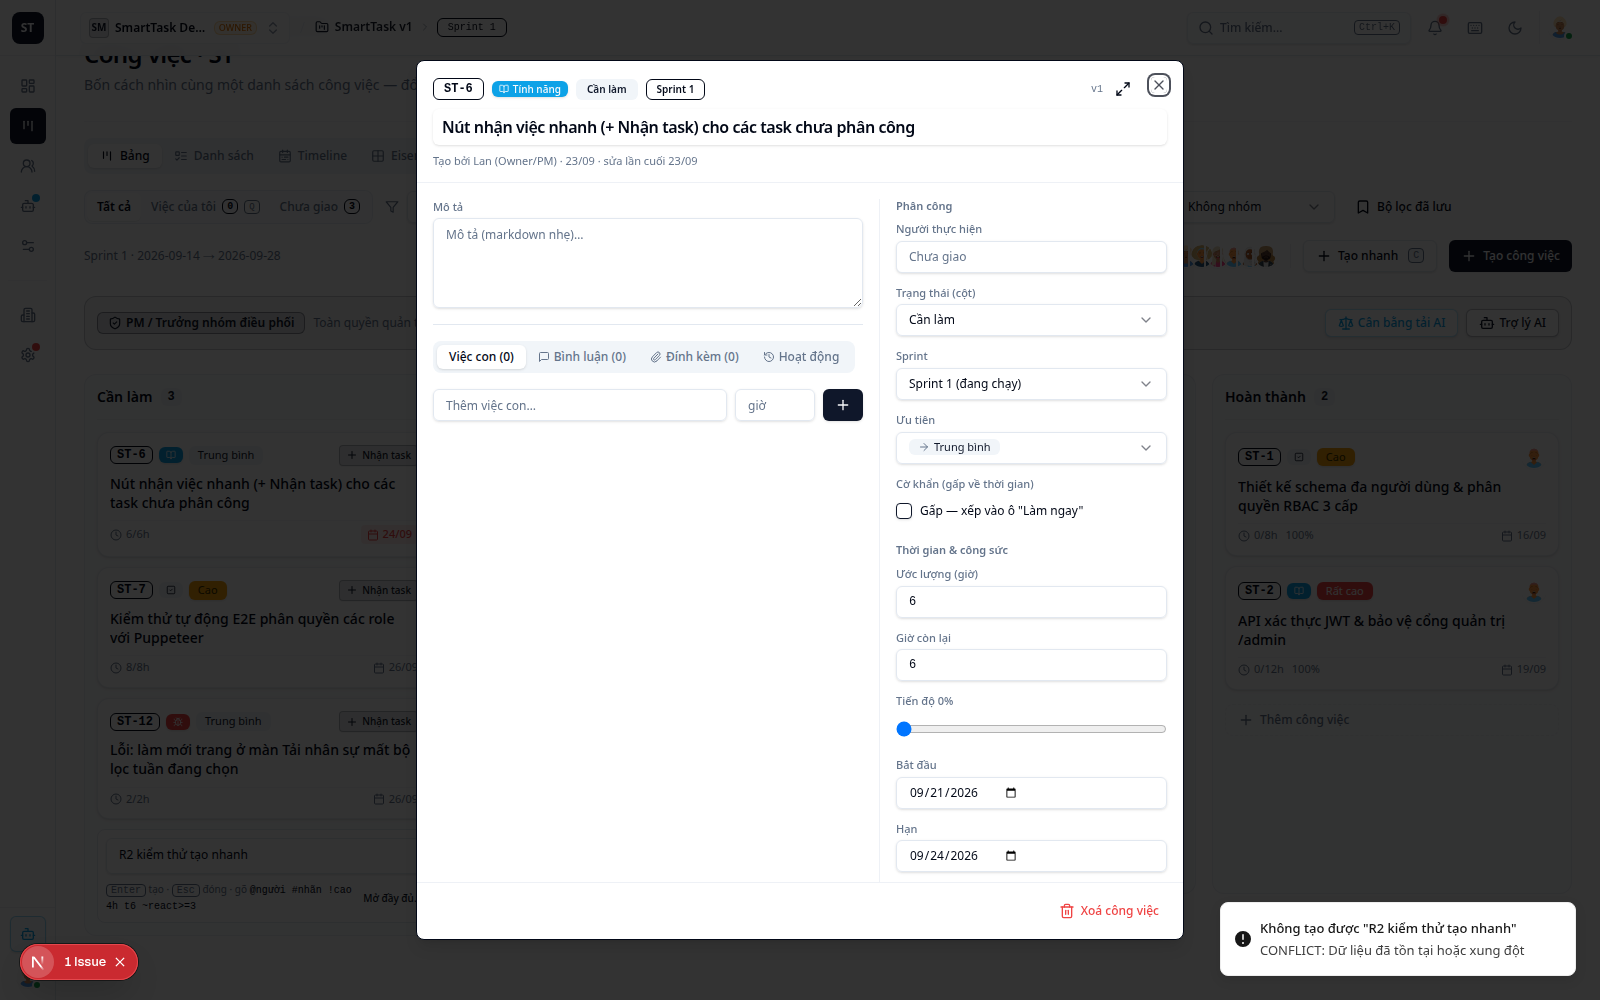 ST
SM SmartTask De... OWNER
SmartTask v1
Sprint 1
Tìm kiếm... Ctrl+K
Công việc · ST
Bốn cách nhìn cùng một danh sách công việc — đổ
Bảng
Danh sách
Timeline
Eisen
Tất cả
Việc của tôi 0 Q
Chưa giao 3
Không nhóm
Bộ lọc đã lưu
Sprint 1 · 2026-09-14 → 2026-09-28
Tạo nhanh C
Tạo công việc
PM / Trưởng nhóm điều phối
Toàn quyền quản
Cân bằng tải AI
Trợ lý AI
Cần làm 3
ST-6 Trung bình + Nhận task
Nút nhận việc nhanh (+ Nhận task) cho các
task chưa phân công
6/6h 24/09
ST-7 Cao + Nhận task
Kiểm thử tự động E2E phân quyền các role
với Puppeteer
8/8h 26/09
ST-12 Trung bình + Nhận task
Lỗi: làm mới trang ở màn Tải nhân sự mất bộ
lọc tuần đang chọn
2/2h 26/09
R2 kiểm thử tạo nhanh
Enter tạo · Esc đóng · gõ @người #nhãn !cao
4h t6 ~react>=3
Mở đầy đủ.
Hoàn thành 2
ST-1 Cao
Thiết kế schema đa người dùng & phân
quyền RBAC 3 cấp
0/8h · 100% 16/09
ST-2 Rất cao
API xác thực JWT & bảo vệ cổng quản trị
/admin
0/12h · 100% 19/09
+ Thêm công việc
ST-6 Tính năng Cần làm Sprint 1
v1
Nút nhận việc nhanh (+ Nhận task) cho các task chưa phân công
Tạo bởi Lan (Owner/PM) · 23/09 · sửa lần cuối 23/09
Mô tả
Mô tả (markdown nhẹ)...
Việc con (0)
Bình luận (0)
Đính kèm (0)
Hoạt động
Thêm việc con...
giờ
+
Phân công
Người thực hiện
Chưa giao
Trạng thái (cột)
Cần làm
Sprint
Sprint 1 (đang chạy)
Ưu tiên
Trung bình
Cờ khẩn (gấp về thời gian)
Gấp — xếp vào ô "Làm ngay"
Thời gian & công sức
Ước lượng (giờ)
6
Giờ còn lại
6
Tiến độ 0%
Bắt đầu
09/21/2026
Hạn
09/24/2026
Xoá công việc
N 1 Issue
Không tạo được "R2 kiểm thử tạo nhanh"
CONFLICT: Dữ liệu đã tồn tại hoặc xung đột